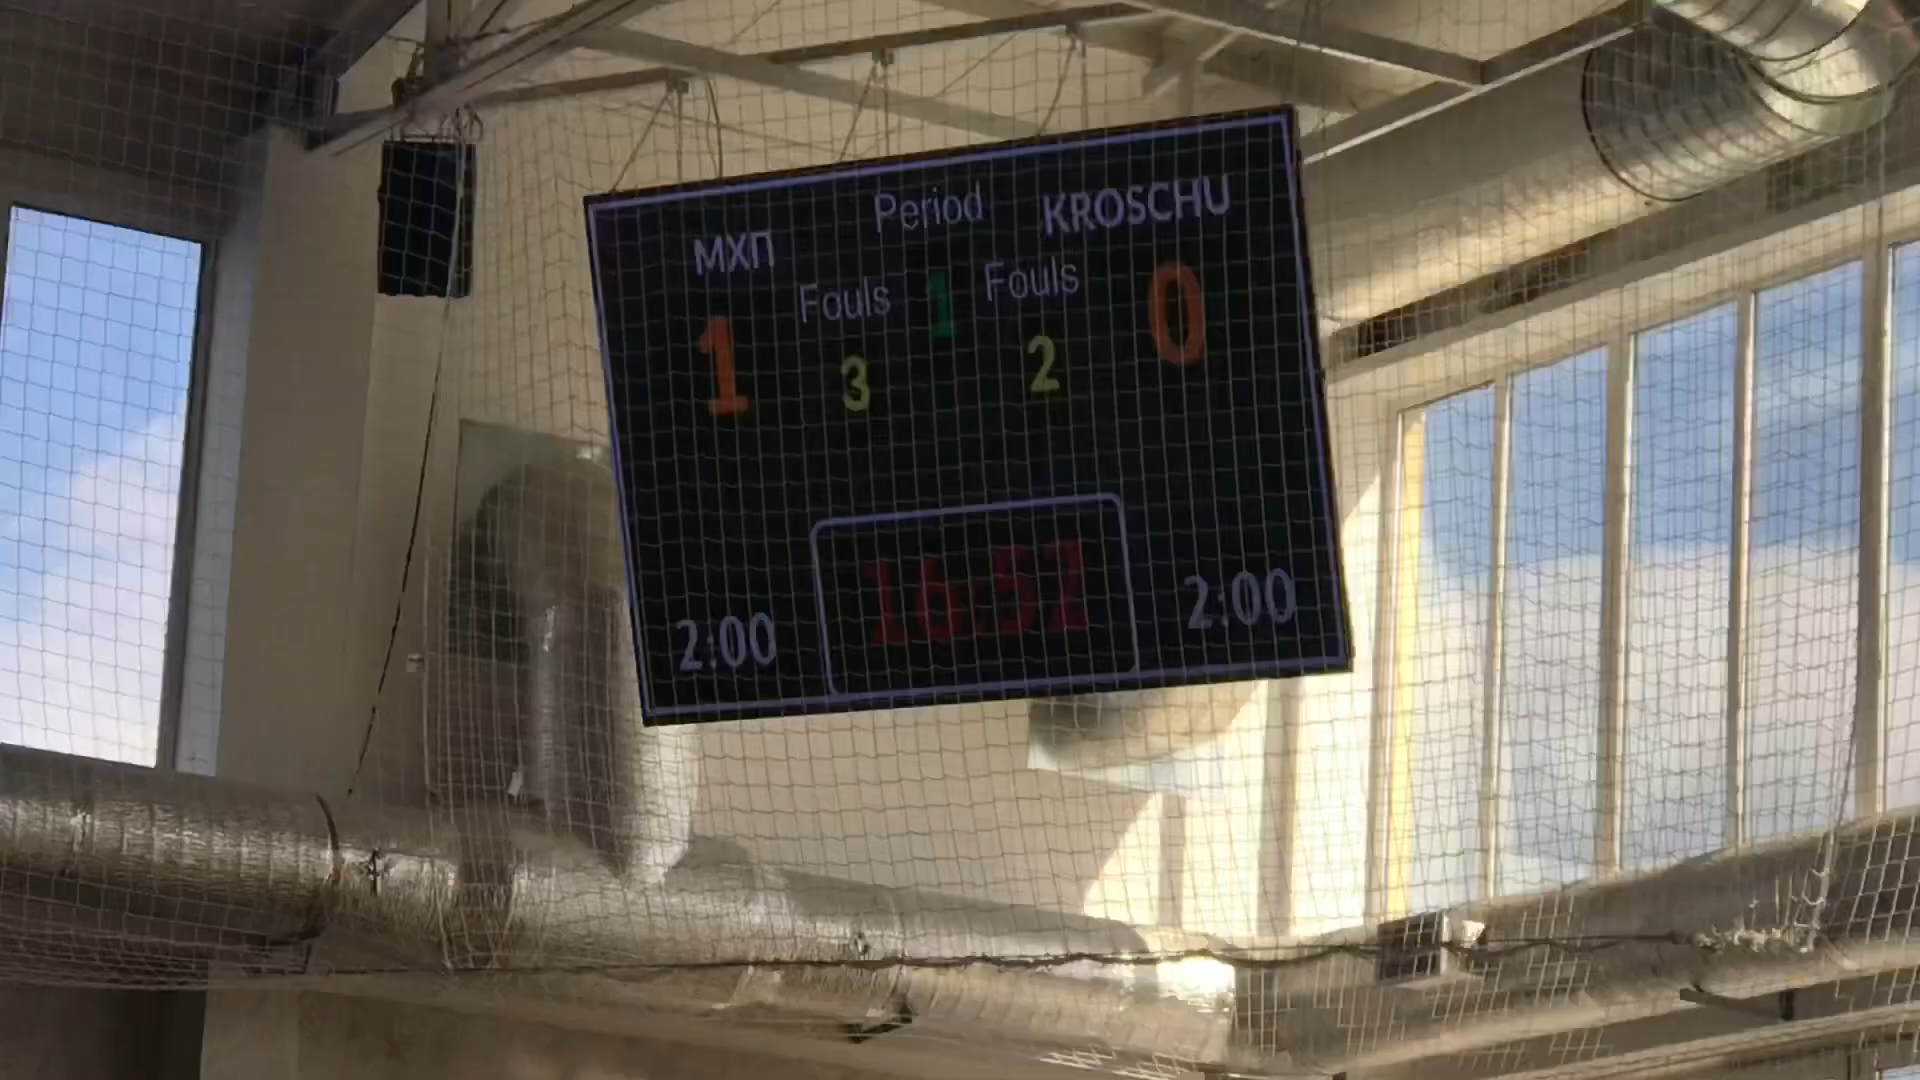 МХП Period KROSCHU
Fouls 1 Fouls
1 3 2 0
2:00 16:52 2:00